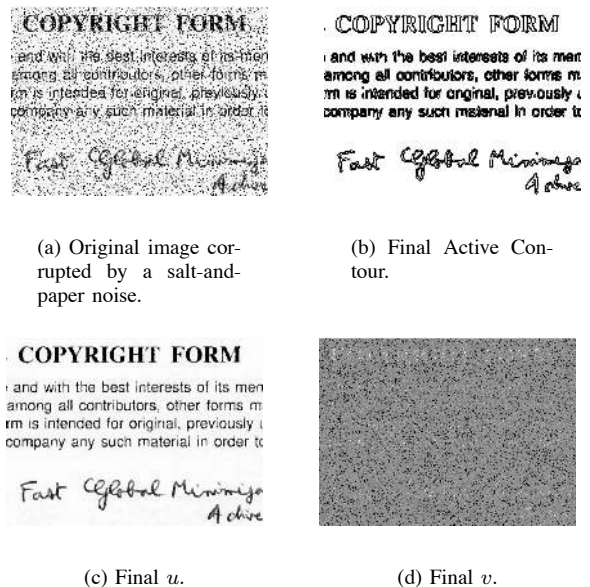 COPYRIGHT FORM
and with the best interests of its men
among all contributors, other forms m
rm is intended for original, previously
company any such material in order to
Fast Global Minimiza
Active
COPYRIGHT FORM
and with the best interests of its men
among all contributors, other forms m
rm is intended for original, previously
company any such material in order to
Fast Global Minimiza
Active
(a) Original image cor-
rupted by a salt-and-
paper noise.
(b) Final Active Con-
tour.
COPYRIGHT FORM
and with the best interests of its men
among all contributors, other forms m
rm is intended for original, previously
company any such material in order to
Fast Global Minimiza
Active
(c) Final u.
(d) Final v.